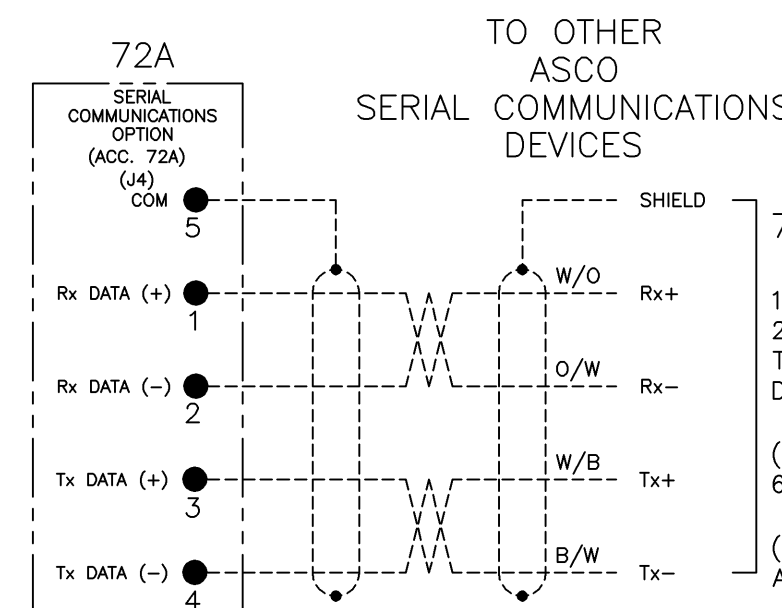 TO OTHER
ASCO
SERIAL COMMUNICATIONS
DEVICES
72A
SERIAL
COMMUNICATIONS
OPTION
(ACC. 72A)
(J4)
COM
5
SHIELD
Rx DATA (+)
1
W/O
Rx+
Rx DATA (-)
2
O/W
Rx-
Tx DATA (+)
3
W/B
Tx+
Tx DATA (-)
4
B/W
Tx-